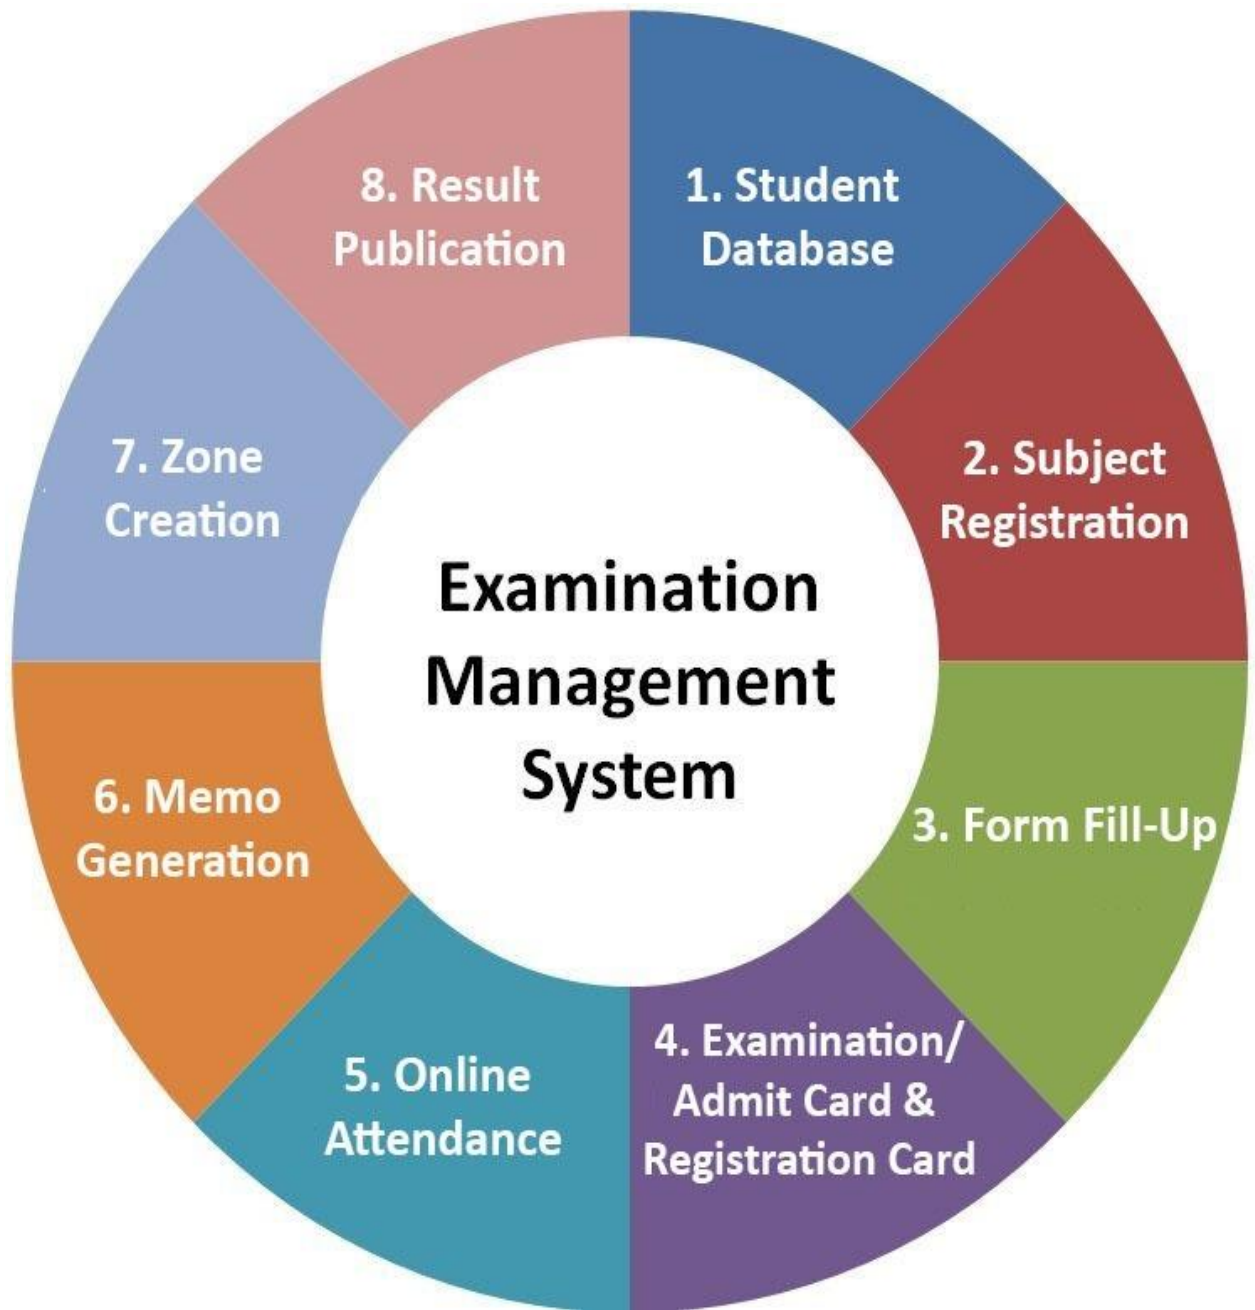 Examination
Management
System
1. Student
Database
2. Subject
Registration
3. Form Fill-Up
4. Examination/
Admit Card &
Registration Card
5. Online
Attendance
6. Memo
Generation
7. Zone
Creation
8. Result
Publication